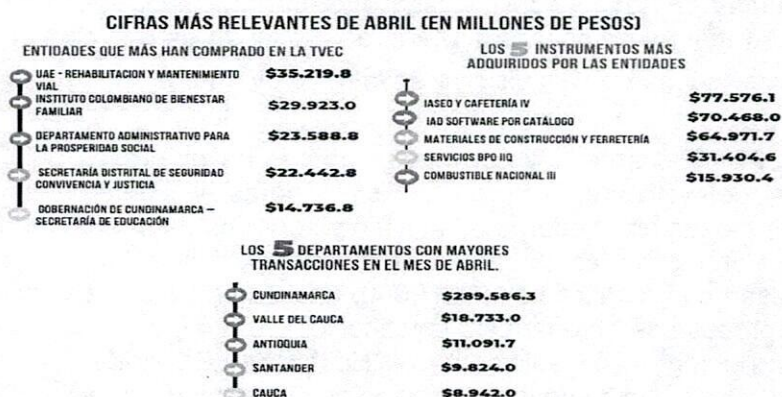 CIFRAS MÁS RELEVANTES DE ABRIL (EN MILLONES DE PESOS)
ENTIDADES QUE MÁS HAN COMPRADO EN LA TVEC
UAE - REHABILITACION Y MANTENIMIENTO
VIAL
$35.219.8
INSTITUTO COLOMBIANO DE BIENESTAR
FAMILIAR
$29.923.0
DEPARTAMENTO ADMINISTRATIVO PARA
LA PROSPERIDAD SOCIAL
$23.588.8
SECRETARÍA DISTRITAL DE SEGURIDAD
CONVIVENCIA Y JUSTICIA
$22.442.8
GOBERNACIÓN DE CUNDINAMARCA –
SECRETARÍA DE EDUCACIÓN
$14.736.8
LOS 5 INSTRUMENTOS MÁS
ADQUIRIDOS POR LAS ENTIDADES
IASEO Y CAFETERÍA IV $77.576.1
IAD SOFTWARE POR CATÁLOGO $70.468.0
MATERIALES DE CONSTRUCCIÓN Y FERRETERÍA $64.971.7
SERVICIOS BPO IIQ $31.404.6
COMBUSTIBLE NACIONAL III $15.930.4
LOS 5 DEPARTAMENTOS CON MAYORES
TRANSACCIONES EN EL MES DE ABRIL.
CUNDINAMARCA $289.586.3
VALLE DEL CAUCA $18.733.0
ANTIOQUIA $11.091.7
SANTANDER $9.824.0
CAUCA $8.942.0